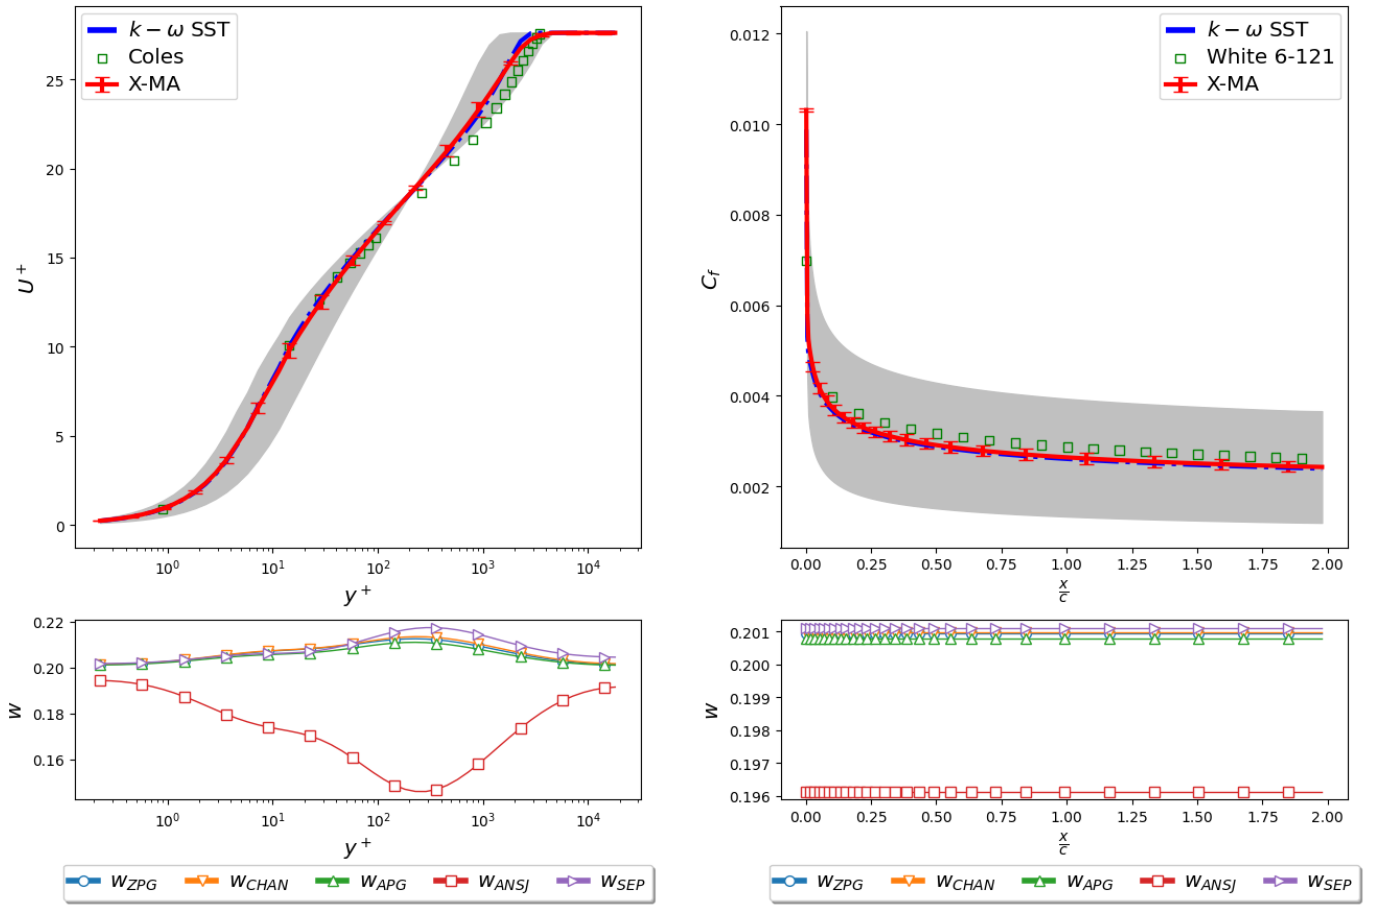 k − ω SST
Coles
X-MA
25
20
15
10
5
0
U⁺
10⁰ 10¹ 10² 10³ 10⁴
y⁺
k − ω SST
White 6-121
X-MA
0.012
0.010
0.008
0.006
0.004
0.002
C_f
0.00 0.25 0.50 0.75 1.00 1.25 1.50 1.75 2.00
x/c
0.22
0.20
0.18
0.16
w
10⁰ 10¹ 10² 10³ 10⁴
y⁺
0.201
0.200
0.199
0.198
0.197
0.196
w
0.00 0.25 0.50 0.75 1.00 1.25 1.50 1.75 2.00
x/c
w_ZPG w_CHAN w_APG w_ANSJ w_SEP
w_ZPG w_CHAN w_APG w_ANSJ w_SEP